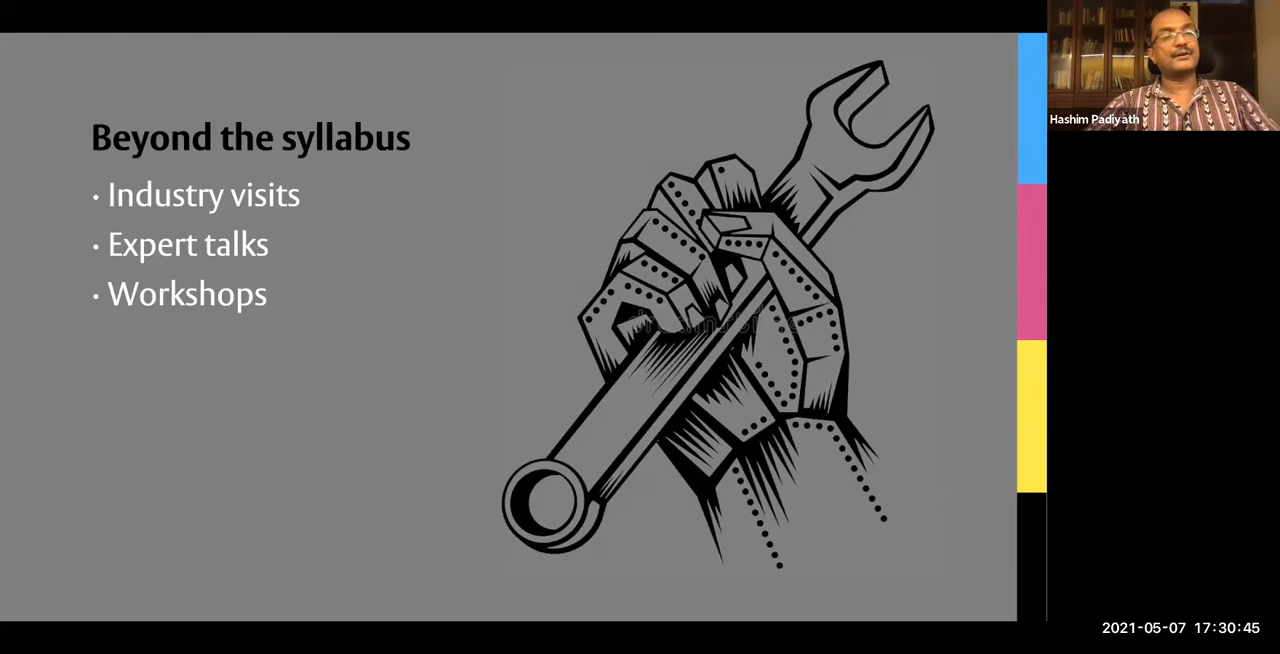 Beyond the syllabus
· Industry visits
· Expert talks
· Workshops
Hashim Padiyath
2021-05-07 17:30:45